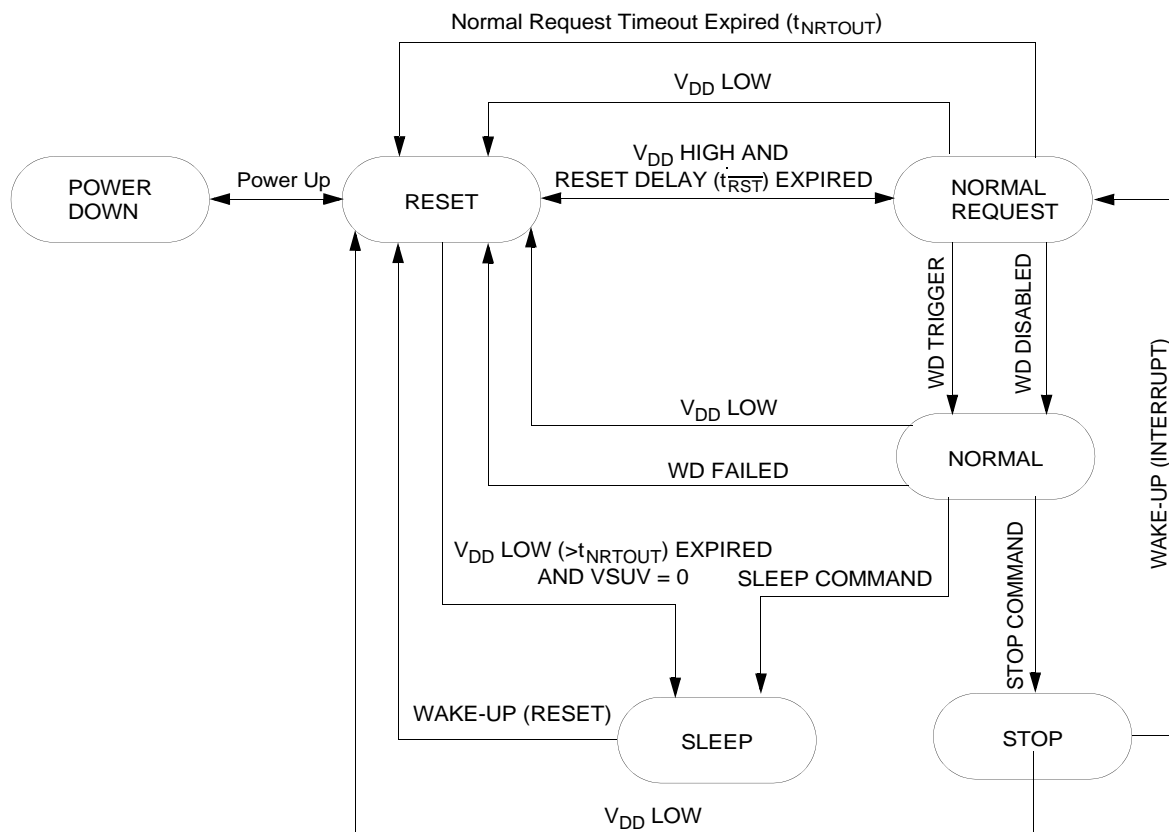 Normal Request Timeout Expired (tNRTOUT)
VDD LOW
VDD HIGH AND
RESET DELAY (tRST) EXPIRED
POWER
DOWN
Power Up
RESET
NORMAL
REQUEST
WD TRIGGER
WD DISABLED
WAKE-UP (INTERRUPT)
VDD LOW
NORMAL
WD FAILED
VDD LOW (>tNRTOUT) EXPIRED
AND VSUV = 0
SLEEP COMMAND
STOP COMMAND
WAKE-UP (RESET)
SLEEP
STOP
VDD LOW